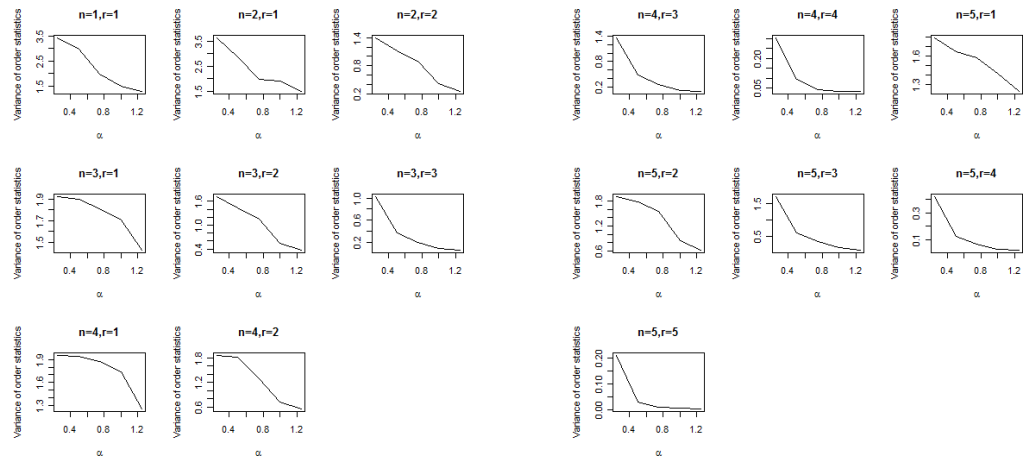 n=1,r=1
Variance of order statistics
1.5 2.5 3.5
0.4 0.8 1.2
α
n=2,r=1
Variance of order statistics
1.5 2.5 3.5
0.4 0.8 1.2
α
n=2,r=2
Variance of order statistics
0.2 0.8 1.4
0.4 0.8 1.2
α
n=3,r=1
Variance of order statistics
1.5 1.7 1.9
0.4 0.8 1.2
α
n=3,r=2
Variance of order statistics
0.4 1.0 1.6
0.4 0.8 1.2
α
n=3,r=3
Variance of order statistics
0.2 0.6 1.0
0.4 0.8 1.2
α
n=4,r=1
Variance of order statistics
1.3 1.6 1.9
0.4 0.8 1.2
α
n=4,r=2
Variance of order statistics
0.6 1.2 1.8
0.4 0.8 1.2
α
n=4,r=3
Variance of order statistics
0.2 0.8 1.4
0.4 0.8 1.2
α
n=4,r=4
Variance of order statistics
0.05 0.20
0.4 0.8 1.2
α
n=5,r=1
Variance of order statistics
1.3 1.6
0.4 0.8 1.2
α
n=5,r=2
Variance of order statistics
0.6 1.2 1.8
0.4 0.8 1.2
α
n=5,r=3
Variance of order statistics
0.5 1.5
0.4 0.8 1.2
α
n=5,r=4
Variance of order statistics
0.1 0.3
0.4 0.8 1.2
α
n=5,r=5
Variance of order statistics
0.00 0.10 0.20
0.4 0.8 1.2
α